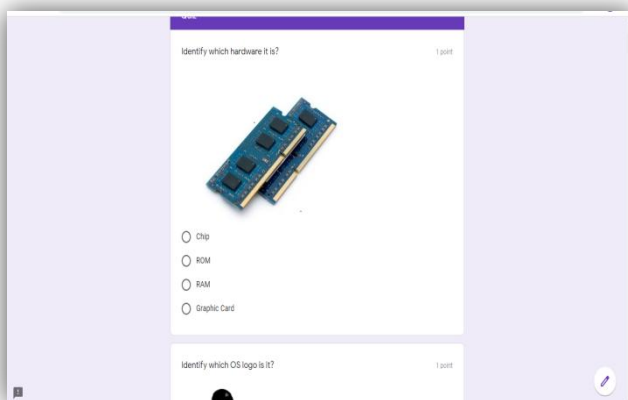 QUIZ
Identify which hardware it is?
1 point
Chip
ROM
RAM
Graphic Card
Identify which OS logo is it?
1 point